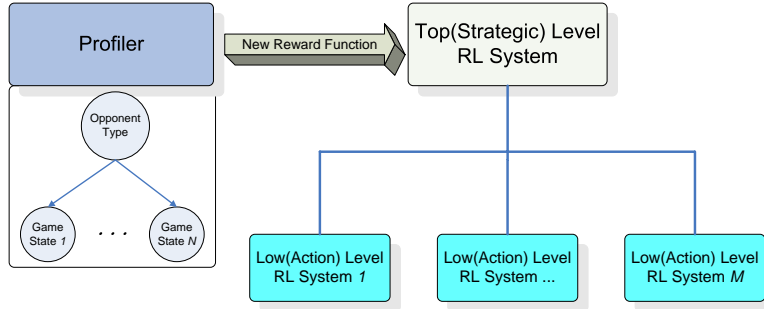 Profiler
New Reward Function
Top(Strategic) Level
RL System
Opponent
Type
Game
State 1
. . .
Game
State N
Low(Action) Level
RL System 1
Low(Action) Level
RL System ...
Low(Action) Level
RL System M